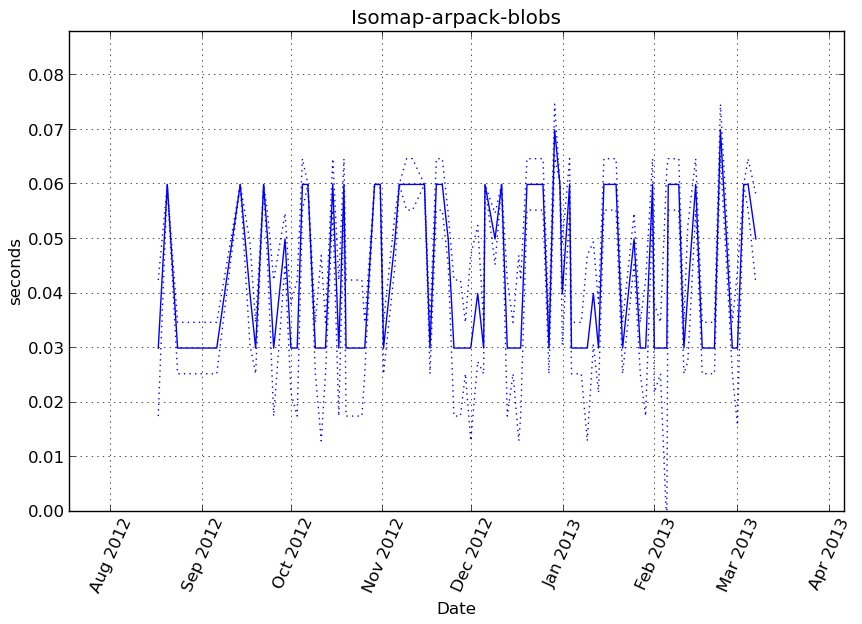 Isomap-arpack-blobs
0.08
0.07
0.06
0.05
0.04
0.03
0.02
0.01
0.00
seconds
Aug 2012
Sep 2012
Oct 2012
Nov 2012
Dec 2012
Jan 2013
Feb 2013
Mar 2013
Apr 2013
Date